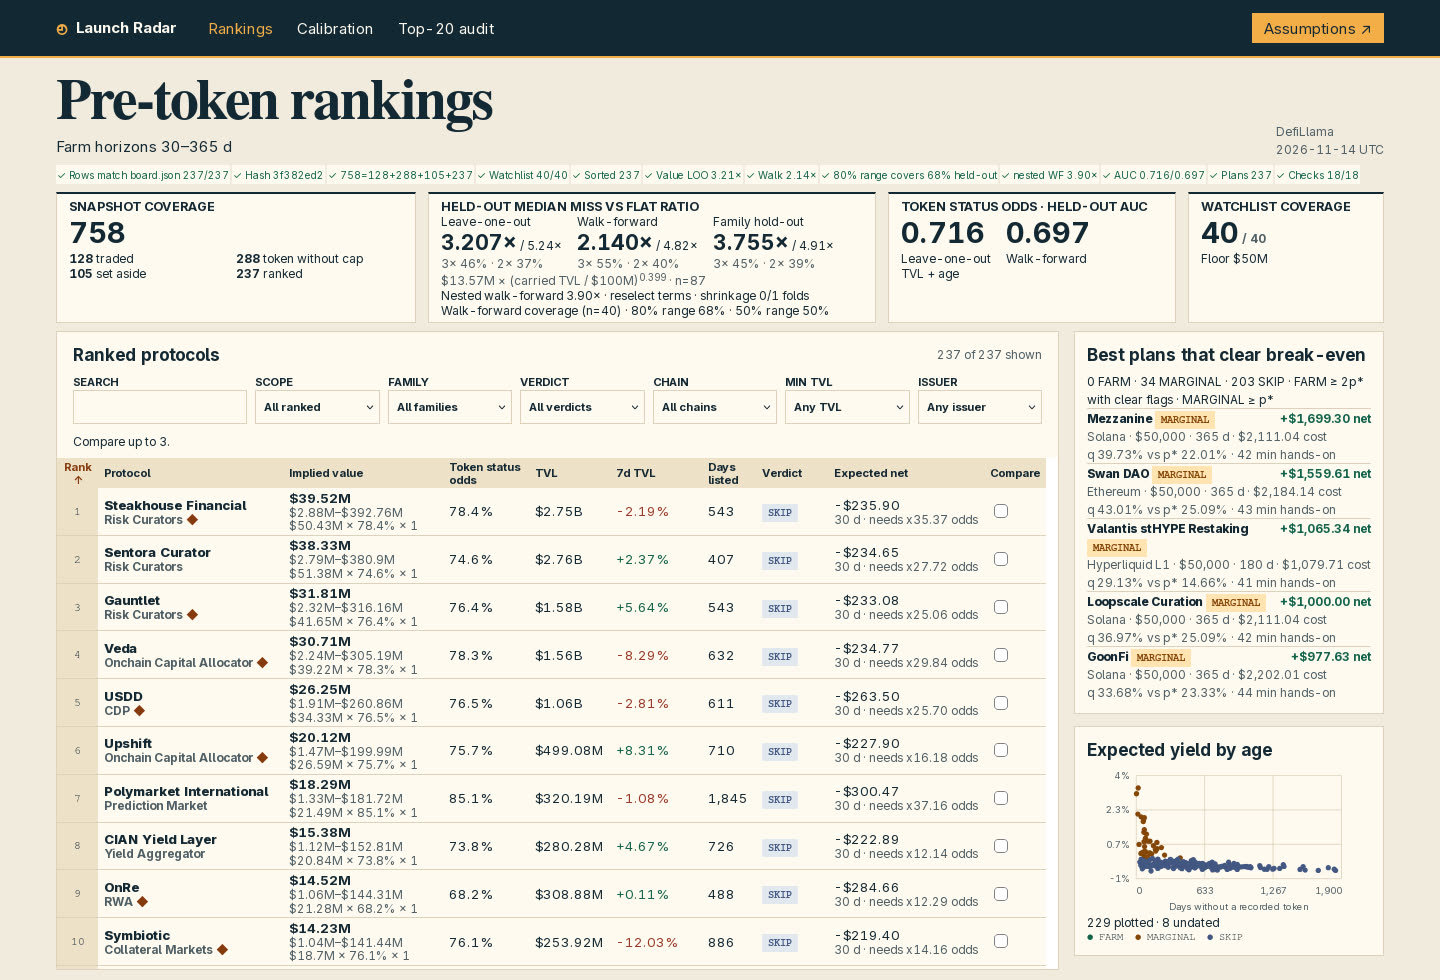 Launch Radar Rankings Calibration Top-20 audit Assumptions ↗
Pre-token rankings
Farm horizons 30–365 d
DefiLlama
2026-11-14 UTC
✓ Rows match board.json 237/237 ✓ Hash 3f382ed2 ✓ 758=128+288+105+237 ✓ Watchlist 40/40 ✓ Sorted 237 ✓ Value LOO 3.21× ✓ Walk 2.14× ✓ 80% range covers 68% held-out ✓ nested WF 3.90× ✓ AUC 0.716/0.697 ✓ Plans 237 ✓ Checks 18/18
SNAPSHOT COVERAGE
758
128 traded 288 token without cap
105 set aside 237 ranked
HELD-OUT MEDIAN MISS VS FLAT RATIO
Leave-one-out Walk-forward Family hold-out
3.207× / 5.24× 2.140× / 4.82× 3.755× / 4.91×
3× 46% · 2× 37% 3× 55% · 2× 40% 3× 45% · 2× 39%
$13.57M × (carried TVL / $100M)0.399 · n=87
Nested walk-forward 3.90× · reselect terms · shrinkage 0/1 folds
Walk-forward coverage (n=40) · 80% range 68% · 50% range 50%
TOKEN STATUS ODDS · HELD-OUT AUC
0.716 0.697
Leave-one-out Walk-forward
TVL + age
WATCHLIST COVERAGE
40 / 40
Floor $50M
Ranked protocols 237 of 237 shown
SEARCH SCOPE FAMILY VERDICT CHAIN MIN TVL ISSUER
All ranked All families All verdicts All chains Any TVL Any issuer
Compare up to 3.
Rank ↑ Protocol Implied value Token status odds TVL 7d TVL Days listed Verdict Expected net Compare
$39.52M
1 Steakhouse Financial $2.88M–$392.76M 78.4% $2.75B -2.19% 543 SKIP -$235.90
Risk Curators ◆ $50.43M × 78.4% × 1 30 d · needs x35.37 odds
$38.33M
2 Sentora Curator $2.79M–$380.9M 74.6% $2.76B +2.37% 407 SKIP -$234.65
Risk Curators $51.38M × 74.6% × 1 30 d · needs x27.72 odds
$31.81M
3 Gauntlet $2.32M–$316.16M 76.4% $1.58B +5.64% 543 SKIP -$233.08
Risk Curators ◆ $41.65M × 76.4% × 1 30 d · needs x25.06 odds
$30.71M
4 Veda $2.24M–$305.19M 78.3% $1.56B -8.29% 632 SKIP -$234.77
Onchain Capital Allocator ◆ $39.22M × 78.3% × 1 30 d · needs x29.84 odds
$26.25M
5 USDD $1.91M–$260.86M 76.5% $1.06B -2.81% 611 SKIP -$263.50
CDP ◆ $34.33M × 76.5% × 1 30 d · needs x25.70 odds
$20.12M
6 Upshift $1.47M–$199.99M 75.7% $499.08M +8.31% 710 SKIP -$227.90
Onchain Capital Allocator ◆ $26.59M × 75.7% × 1 30 d · needs x16.18 odds
$18.29M
7 Polymarket International $1.33M–$181.72M 85.1% $320.19M -1.08% 1,845 SKIP -$300.47
Prediction Market $21.49M × 85.1% × 1 30 d · needs x37.16 odds
$15.38M
8 CIAN Yield Layer $1.12M–$152.81M 73.8% $280.28M +4.67% 726 SKIP -$222.89
Yield Aggregator $20.84M × 73.8% × 1 30 d · needs x12.14 odds
$14.52M
9 OnRe $1.06M–$144.31M 68.2% $308.88M +0.11% 488 SKIP -$284.66
RWA ◆ $21.28M × 68.2% × 1 30 d · needs x12.29 odds
$14.23M
10 Symbiotic $1.04M–$141.44M 76.1% $253.92M -12.03% 886 SKIP -$219.40
Collateral Markets ◆ $18.7M × 76.1% × 1 30 d · needs x14.16 odds
Best plans that clear break-even
0 FARM · 34 MARGINAL · 203 SKIP · FARM ≥ 2p*
with clear flags · MARGINAL ≥ p*
Mezzanine MARGINAL +$1,699.30 net
Solana · $50,000 · 365 d · $2,111.04 cost
q 39.73% vs p* 22.01% · 42 min hands-on
Swan DAO MARGINAL +$1,559.61 net
Ethereum · $50,000 · 365 d · $2,184.14 cost
q 43.01% vs p* 25.09% · 43 min hands-on
Valantis stHYPE Restaking +$1,065.34 net
MARGINAL
Hyperliquid L1 · $50,000 · 180 d · $1,079.71 cost
q 29.13% vs p* 14.66% · 41 min hands-on
Loopscale Curation MARGINAL +$1,000.00 net
Solana · $50,000 · 365 d · $2,111.04 cost
q 36.97% vs p* 25.09% · 42 min hands-on
GoonFi MARGINAL +$977.63 net
Solana · $50,000 · 365 d · $2,202.01 cost
q 33.68% vs p* 23.33% · 44 min hands-on
Expected yield by age
4%
2.3%
0.7%
-1%
0 633 1,267 1,900
Days without a recorded token
229 plotted · 8 undated
● FARM ● MARGINAL ● SKIP